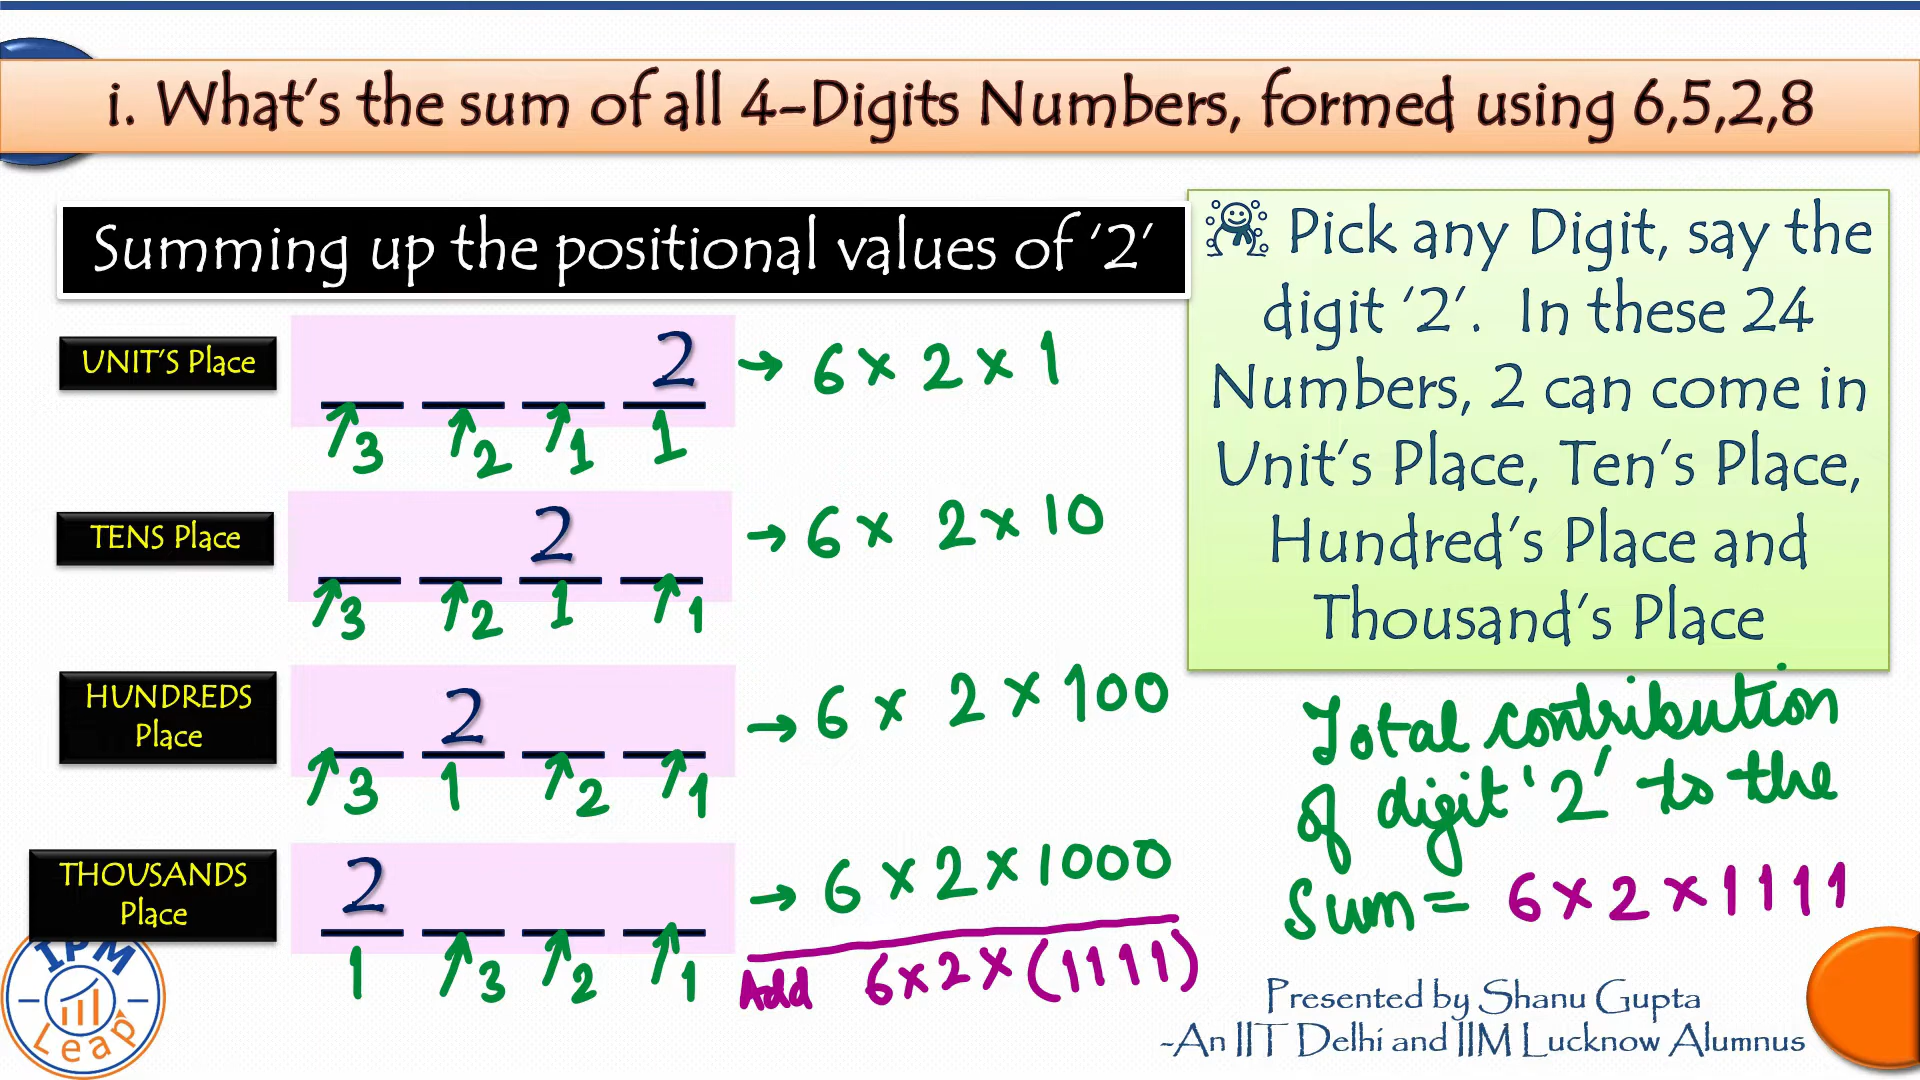 i. What's the sum of all 4-Digits Numbers, formed using 6,5,2,8
Summing up the positional values of '2'
UNIT'S Place
2 → 6 × 2 × 1
↑3 ↑2 ↑1 1
TENS Place
2 → 6 × 2 × 10
↑3 ↑2 1 ↑1
HUNDREDS
Place
2 → 6 × 2 × 100
↑3 1 ↑2 ↑1
THOUSANDS
Place
2 → 6 × 2 × 1000
1 ↑3 ↑2 ↑1
Add 6×2×(1111)
Pick any Digit, say the
digit '2'. In these 24
Numbers, 2 can come in
Unit's Place, Ten's Place,
Hundred's Place and
Thousand's Place
Total contribution
of digit '2' to the
Sum = 6×2×1111
IPM
Leap
Presented by Shanu Gupta
-An IIT Delhi and IIM Lucknow Alumnus